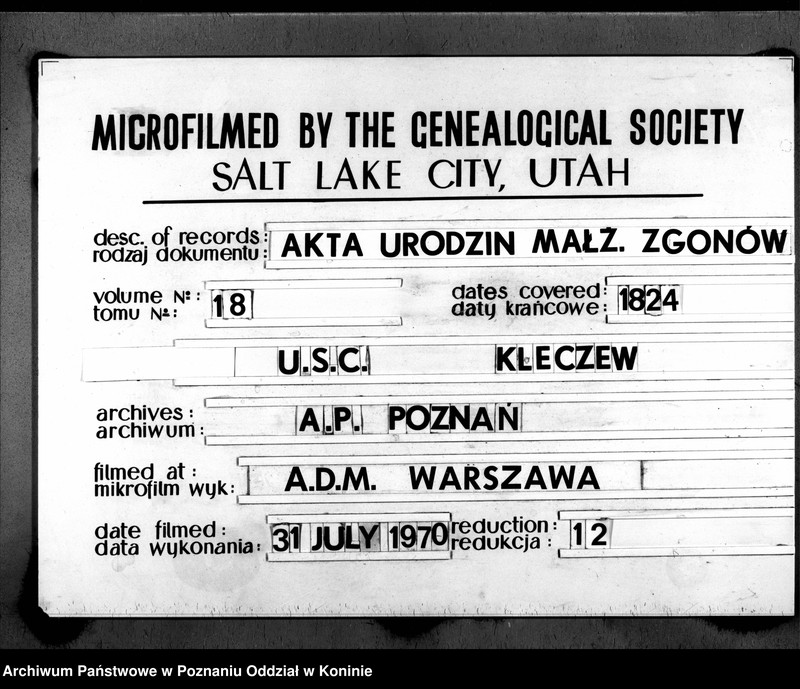 MICROFILMED BY THE GENEALOGICAL SOCIETY
SALT LAKE CITY, UTAH
desc. of records:
rodzaj dokumentu: AKTA URODZIN MAŁŻ. ZGONÓW
volume №:
tomu №: 18
dates covered:
daty krańcowe: 1824
U.S.C. KLECZEW
archives:
archiwum: A.P. POZNAŃ
filmed at:
mikrofilm wyk: A.D.M. WARSZAWA
date filmed:
data wykonania: 31 JULY 1970
reduction:
redukcja: 12
Archiwum Państwowe w Poznaniu Oddział w Koninie